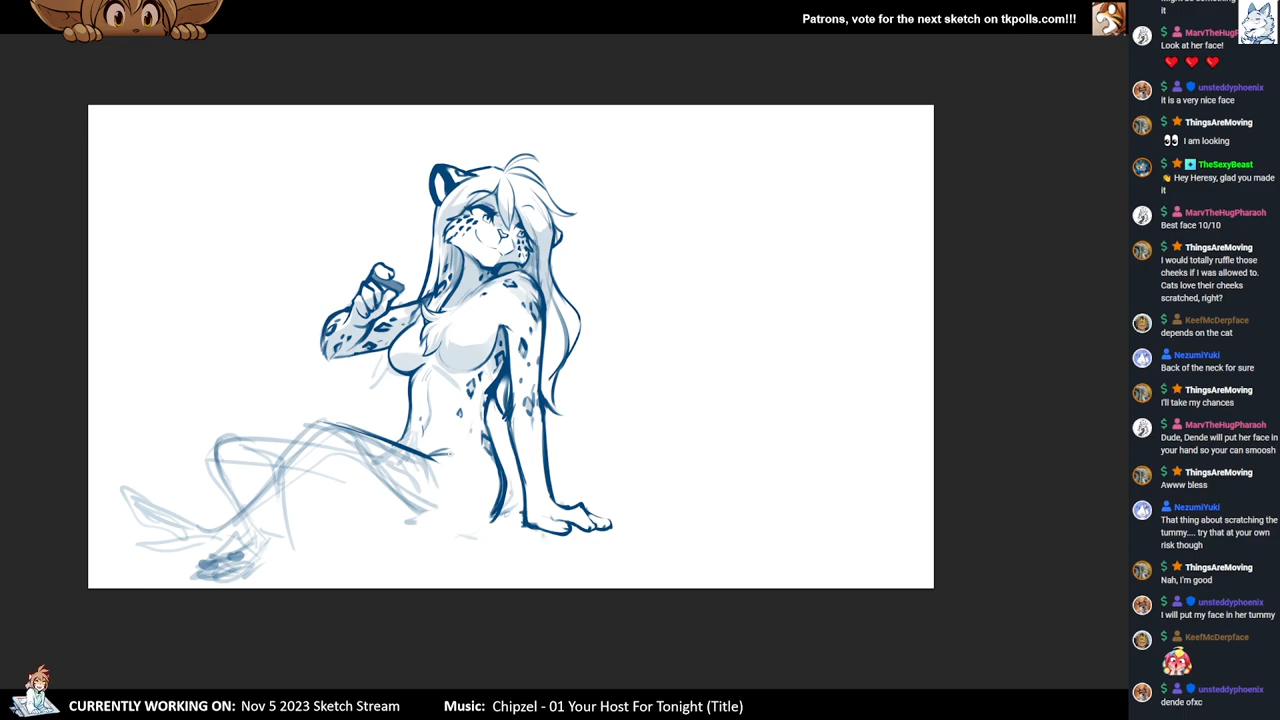 Patrons, vote for the next sketch on tkpolls.com!!!
it
Look at her face!
unsteddyphoenix
it is a very nice face
ThingsAreMoving
I am looking
TheSexyBeast
Hey Heresy, glad you made
it
MarvTheHugPharaoh
Best face 10/10
ThingsAreMoving
I would totally ruffle those
cheeks if I was allowed to.
Cats love their cheeks
scratched, right?
KeefMcDerpface
depends on the cat
NezumiYuki
Back of the neck for sure
ThingsAreMoving
I'll take my chances
MarvTheHugPharaoh
Dude, Dende will put her face in
your hand so your can smoosh
ThingsAreMoving
Awww bless
NezumiYuki
That thing about scratching the
tummy.... try that at your own
risk though
ThingsAreMoving
Nah, I'm good
unsteddyphoenix
I will put my face in her tummy
KeefMcDerpface
unsteddyphoenix
dende ofxc
CURRENTLY WORKING ON: Nov 5 2023 Sketch Stream
Music: Chipzel - 01 Your Host For Tonight (Title)